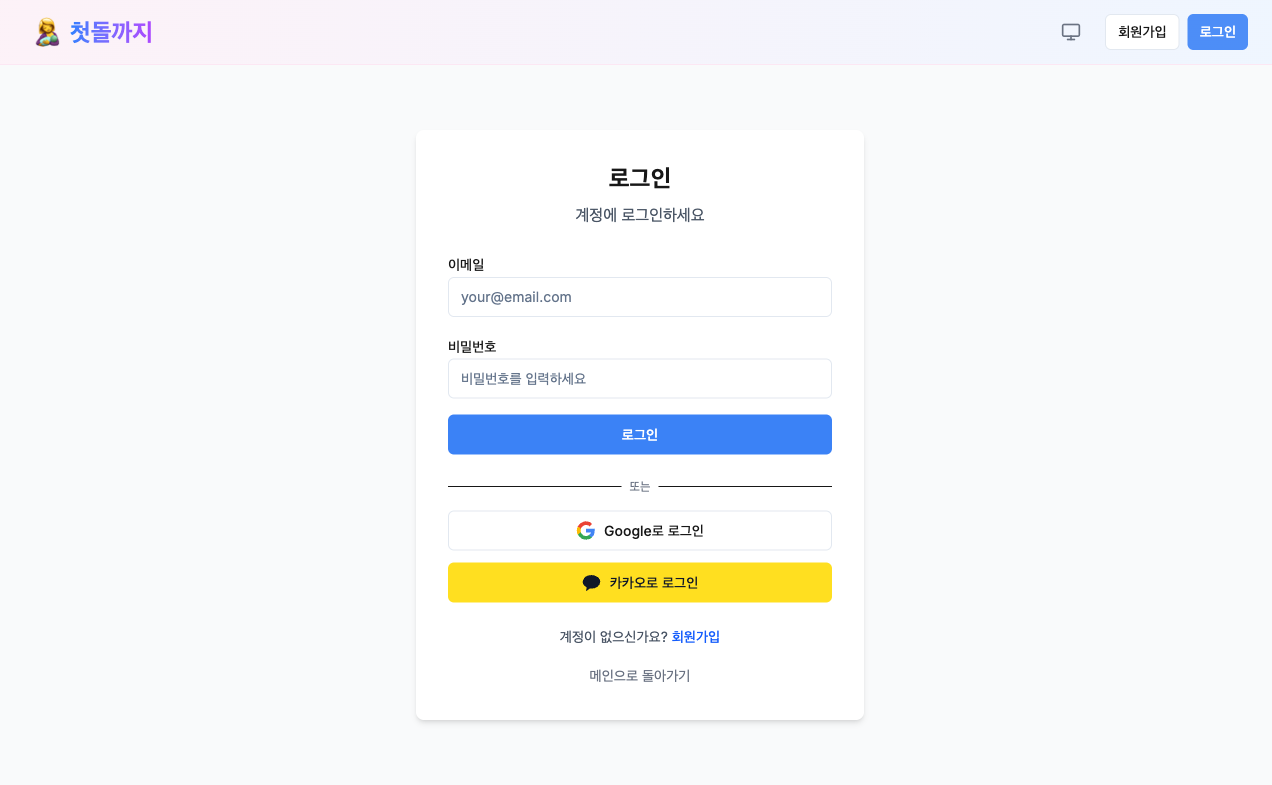 첫돌까지
회원가입
로그인
로그인
계정에 로그인하세요
이메일
your@email.com
비밀번호
비밀번호를 입력하세요
로그인
또는
Google로 로그인
카카오로 로그인
계정이 없으신가요? 회원가입
메인으로 돌아가기